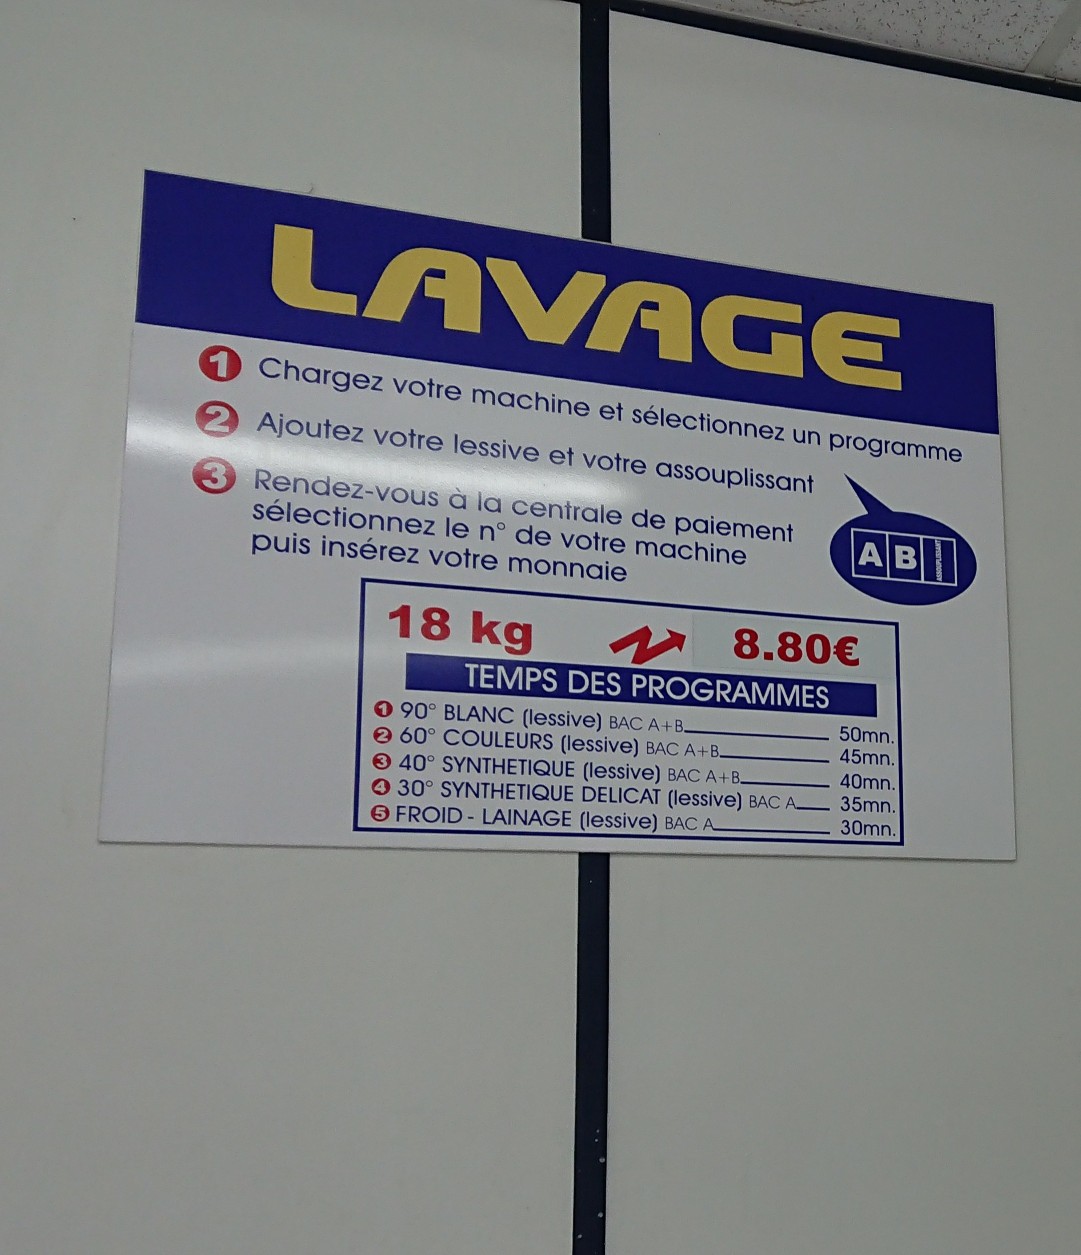 LAVAGE
1 Chargez votre machine et sélectionnez un programme
2 Ajoutez votre lessive et votre assouplissant
3 Rendez-vous à la centrale de paiement
sélectionnez le n° de votre machine
puis insérez votre monnaie
A B ASSOUPLISSANT
18 kg 8.80€
TEMPS DES PROGRAMMES
1 90° BLANC (lessive) BAC A+B 50mn.
2 60° COULEURS (lessive) BAC A+B 45mn.
3 40° SYNTHETIQUE (lessive) BAC A+B 40mn.
4 30° SYNTHETIQUE DELICAT (lessive) BAC A 35mn.
5 FROID - LAINAGE (lessive) BAC A 30mn.